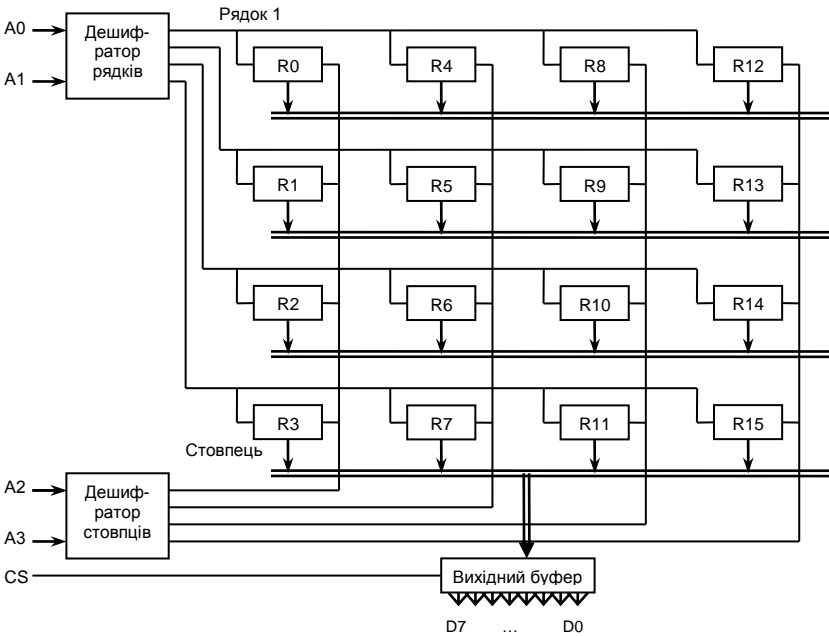 Рядок 1
A0
A1
Дешиф-
ратор
рядків
R0 R4 R8 R12
R1 R5 R9 R13
R2 R6 R10 R14
R3 R7 R11 R15
Стовпець
A2
A3
Дешиф-
ратор
стовпців
CS
Вихідний буфер
D7 ... D0